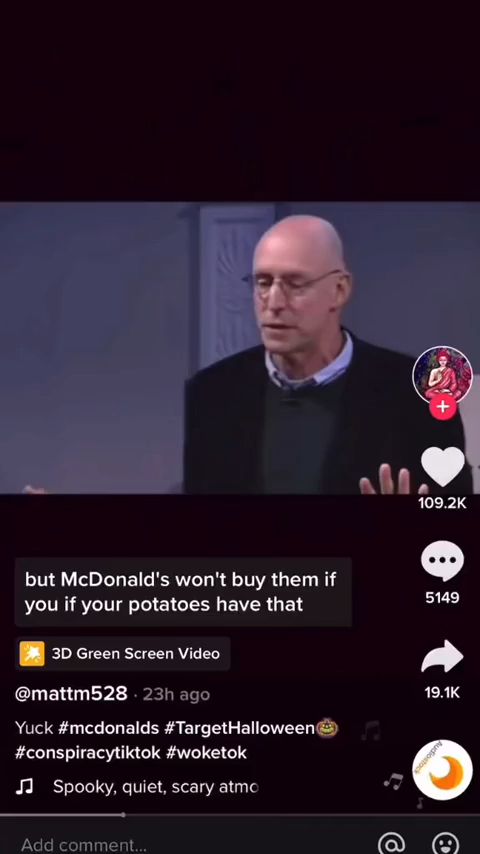 109.2K
5149
but McDonald's won't buy them if
you if your potatoes have that
3D Green Screen Video
19.1K
@mattm528 · 23h ago
Yuck #mcdonalds #TargetHalloween🎃
#conspiracytiktok #woketok
Spooky, quiet, scary atmo
Add comment...
@